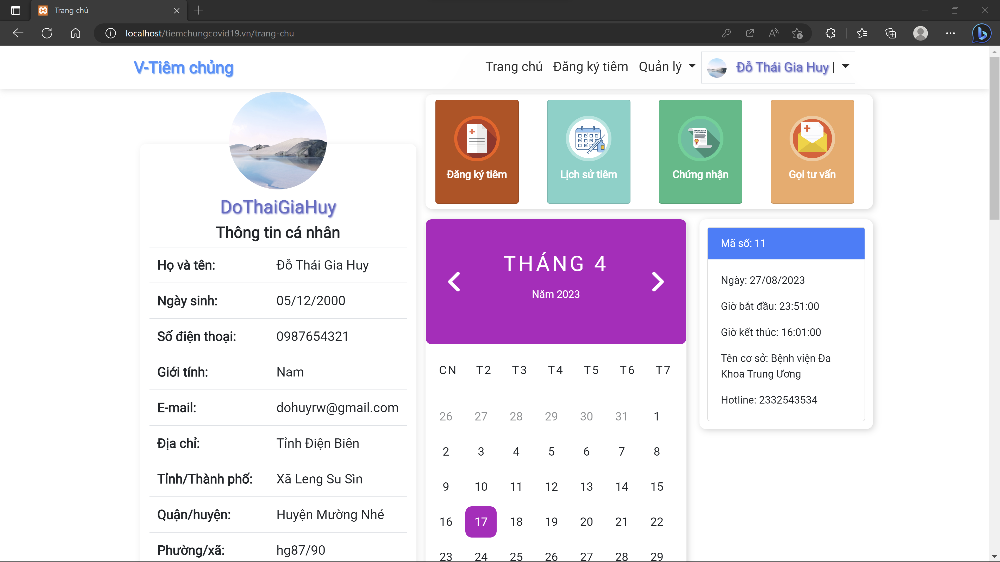 Trang chủ
localhost/tiemchungcovid19.vn/trang-chu
V-Tiêm chủng
Trang chủ
Đăng ký tiêm
Quản lý
Đỗ Thái Gia Huy |
DoThaiGiaHuy
Thông tin cá nhân
Họ và tên: Đỗ Thái Gia Huy
Ngày sinh: 05/12/2000
Số điện thoại: 0987654321
Giới tính: Nam
E-mail: dohuyrw@gmail.com
Địa chỉ: Tỉnh Điện Biên
Tỉnh/Thành phố: Xã Leng Su Sìn
Quận/huyện: Huyện Mường Nhé
Phường/xã: hg87/90
Đăng ký tiêm
Lịch sử tiêm
CERTIFICATE OF
VACCINATION
Chứng nhận
Gọi tư vấn
THÁNG 4
Năm 2023
CN T2 T3 T4 T5 T6 T7
26 27 28 29 30 31 1
2 3 4 5 6 7 8
9 10 11 12 13 14 15
16 17 18 19 20 21 22
23 24 25 26 27 28 29
Mã số: 11
Ngày: 27/08/2023
Giờ bắt đầu: 23:51:00
Giờ kết thúc: 16:01:00
Tên cơ sở: Bệnh viện Đa
Khoa Trung Ương
Hotline: 2332543534